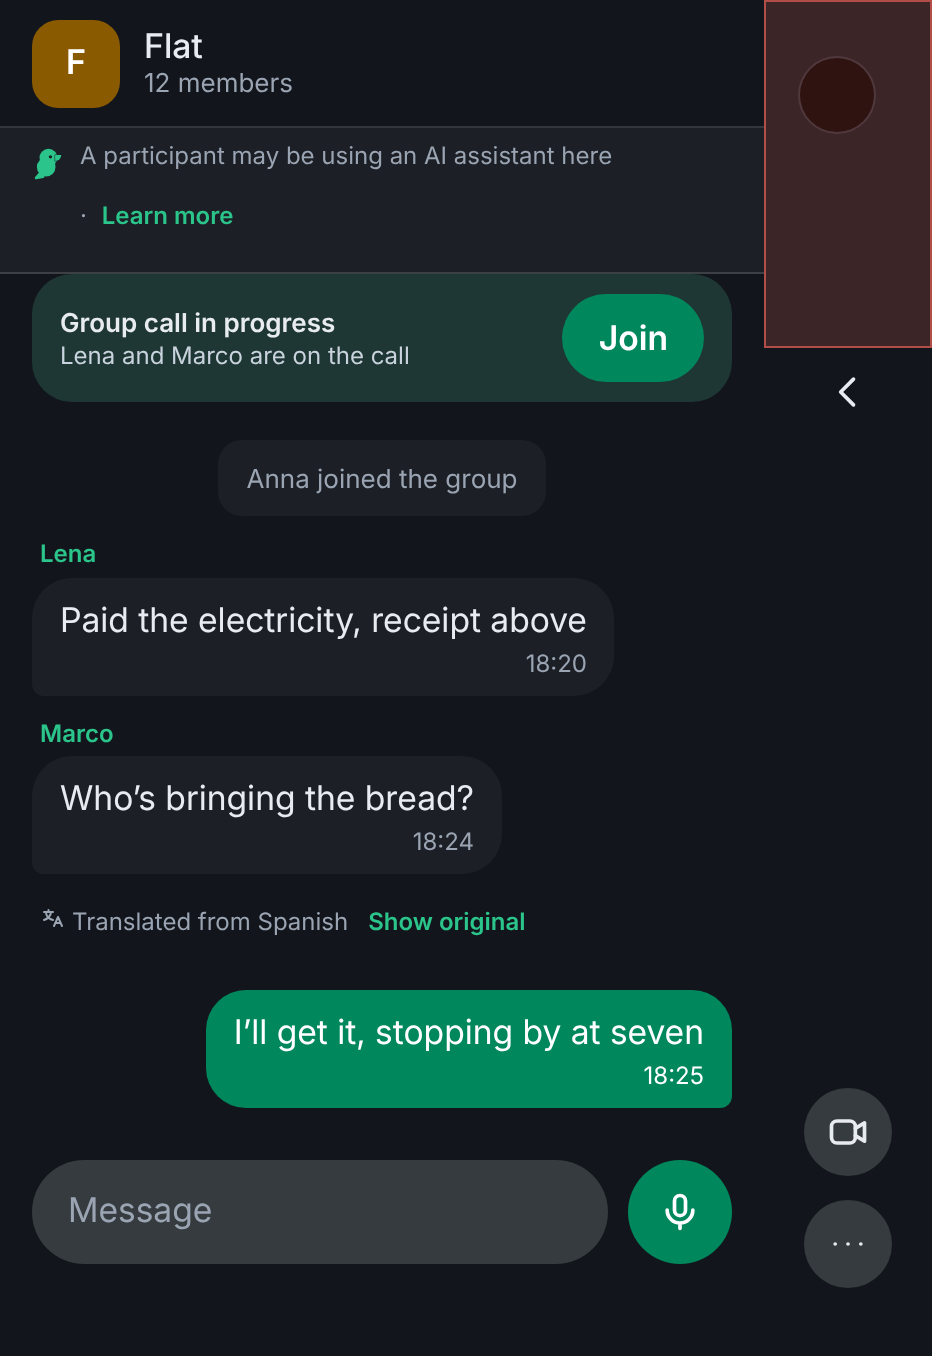 F
Flat
12 members
A participant may be using an AI assistant here
· Learn more
Group call in progress
Lena and Marco are on the call
Join
Anna joined the group
Lena
Paid the electricity, receipt above
18:20
Marco
Who’s bringing the bread?
18:24
Translated from Spanish Show original
I’ll get it, stopping by at seven
18:25
Message